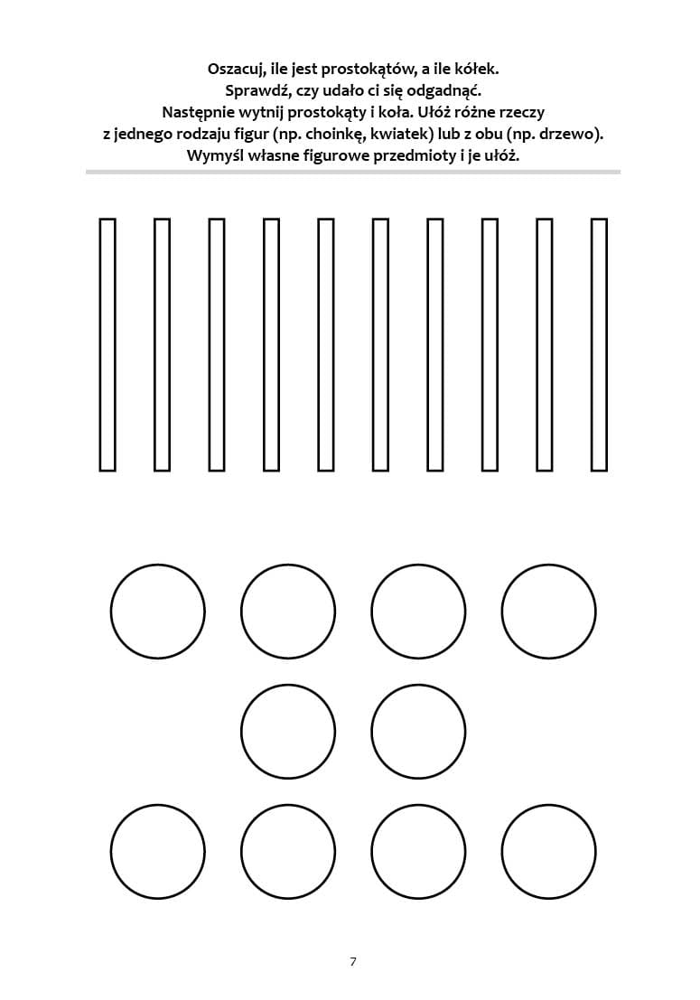 Oszacuj, ile jest prostokątów, a ile kółek.
Sprawdź, czy udało ci się odgadnąć.
Następnie wytnij prostokąty i koła. Ułóż różne rzeczy
z jednego rodzaju figur (np. choinkę, kwiatek) lub z obu (np. drzewo).
Wymyśl własne figurowe przedmioty i je ułóż.
7